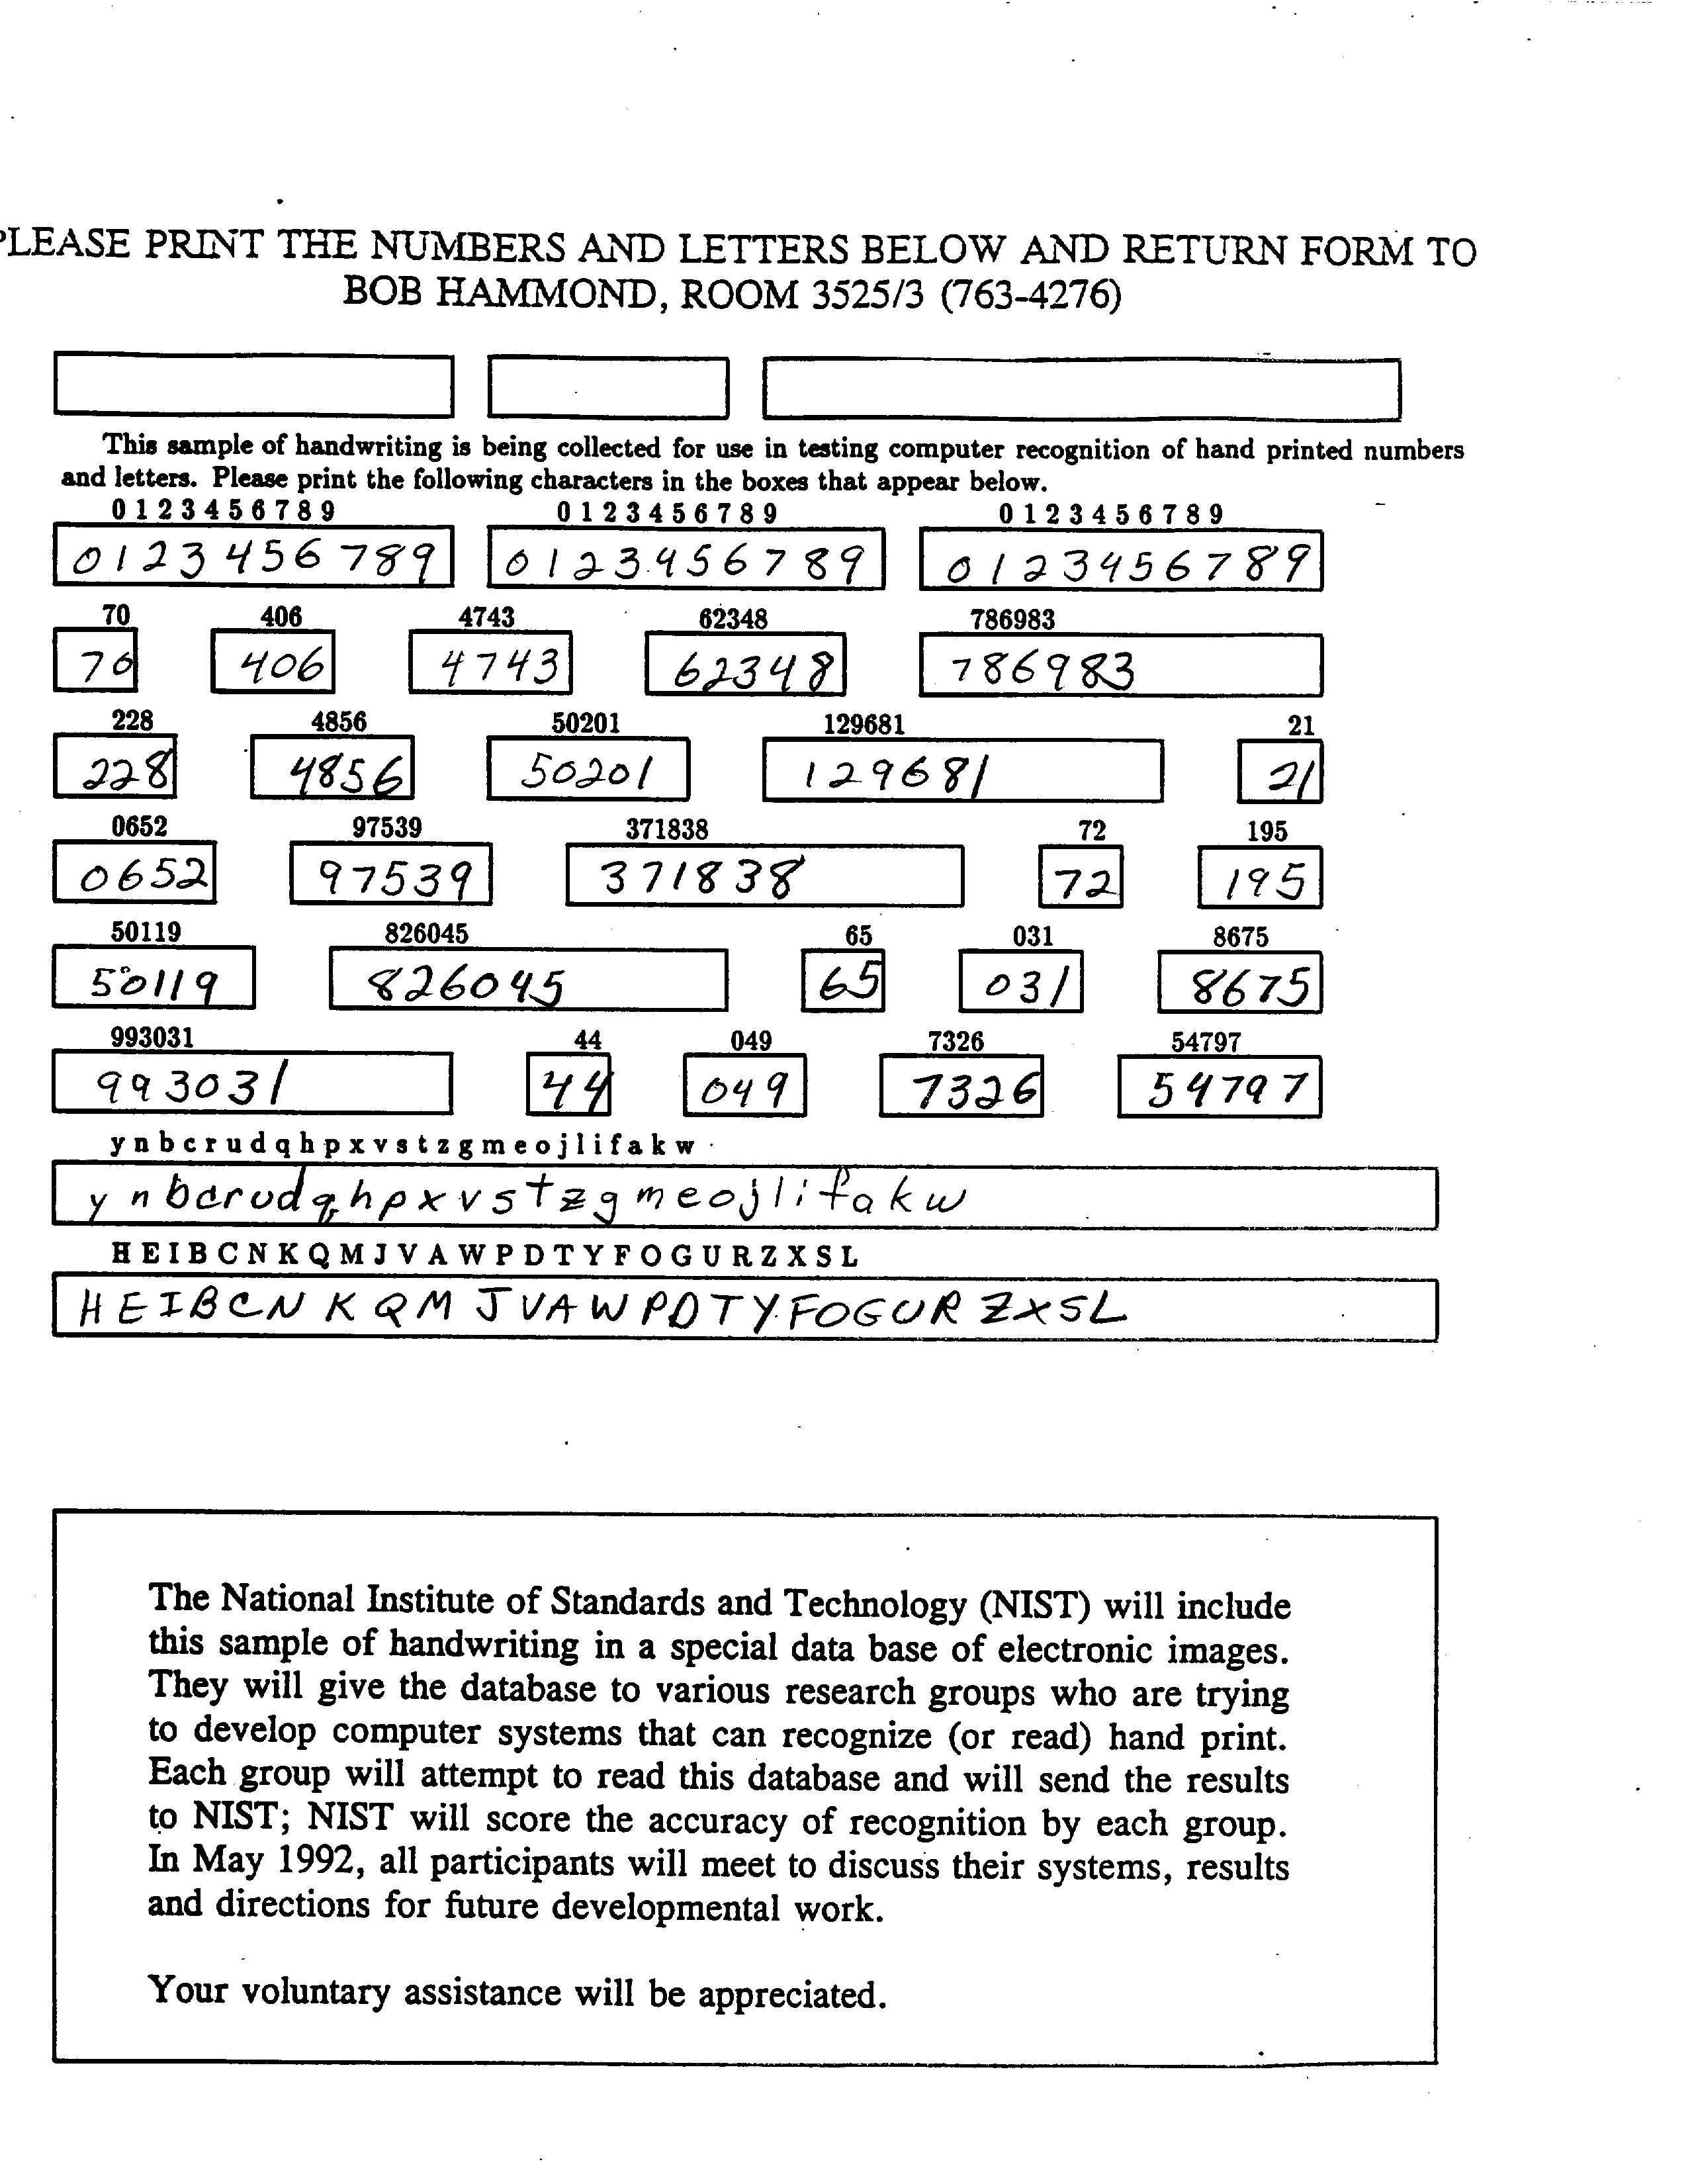 PLEASE PRINT THE NUMBERS AND LETTERS BELOW AND RETURN FORM TO
BOB HAMMOND, ROOM 3525/3 (763-4276)
This sample of handwriting is being collected for use in testing computer recognition of hand printed numbers
and letters. Please print the following characters in the boxes that appear below.
0 1 2 3 4 5 6 7 8 9 0 1 2 3 4 5 6 7 8 9 0 1 2 3 4 5 6 7 8 9
0123456789 0123456789 0123456789
70 406 4743 62348 786983
70 406 4743 62348 786983
228 4856 50201 129681 21
228 4856 50201 129681 21
0652 97539 371838 72 195
0652 97539 371838 72 195
50119 826045 65 031 8675
50119 826045 65 031 8675
993031 44 049 7326 54797
993031 44 049 7326 54797
y n b c r u d q h p x v s t z g m e o j l i f a k w
y n b c r u d q h p x v s t z g m e o j l i f a k w
H E I B C N K Q M J V A W P D T Y F O G U R Z X S L
H E I B C N K Q M J V A W P D T Y F O G U R Z X S L
The National Institute of Standards and Technology (NIST) will include
this sample of handwriting in a special data base of electronic images.
They will give the database to various research groups who are trying
to develop computer systems that can recognize (or read) hand print.
Each group will attempt to read this database and will send the results
to NIST; NIST will score the accuracy of recognition by each group.
In May 1992, all participants will meet to discuss their systems, results
and directions for future developmental work.
Your voluntary assistance will be appreciated.